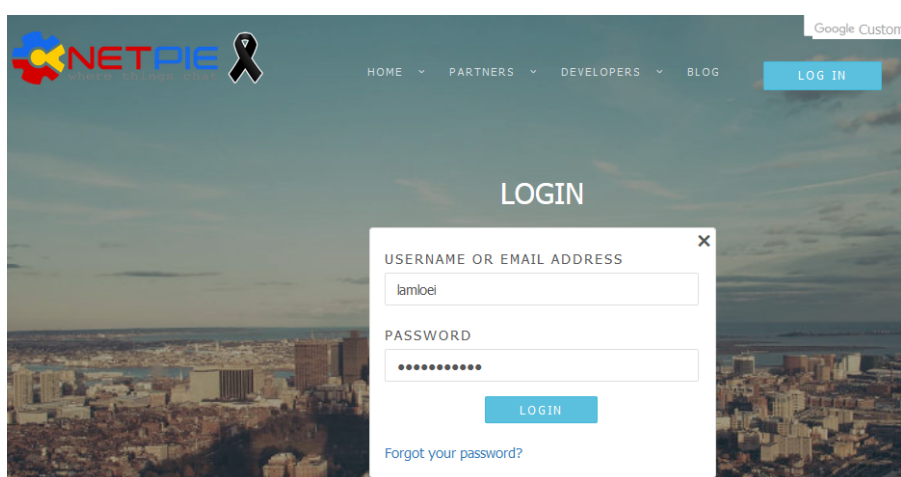 NETPIE
where things chat
Google Custom
HOME PARTNERS DEVELOPERS BLOG LOG IN
LOGIN
USERNAME OR EMAIL ADDRESS
lamloei
PASSWORD
LOGIN
Forgot your password?